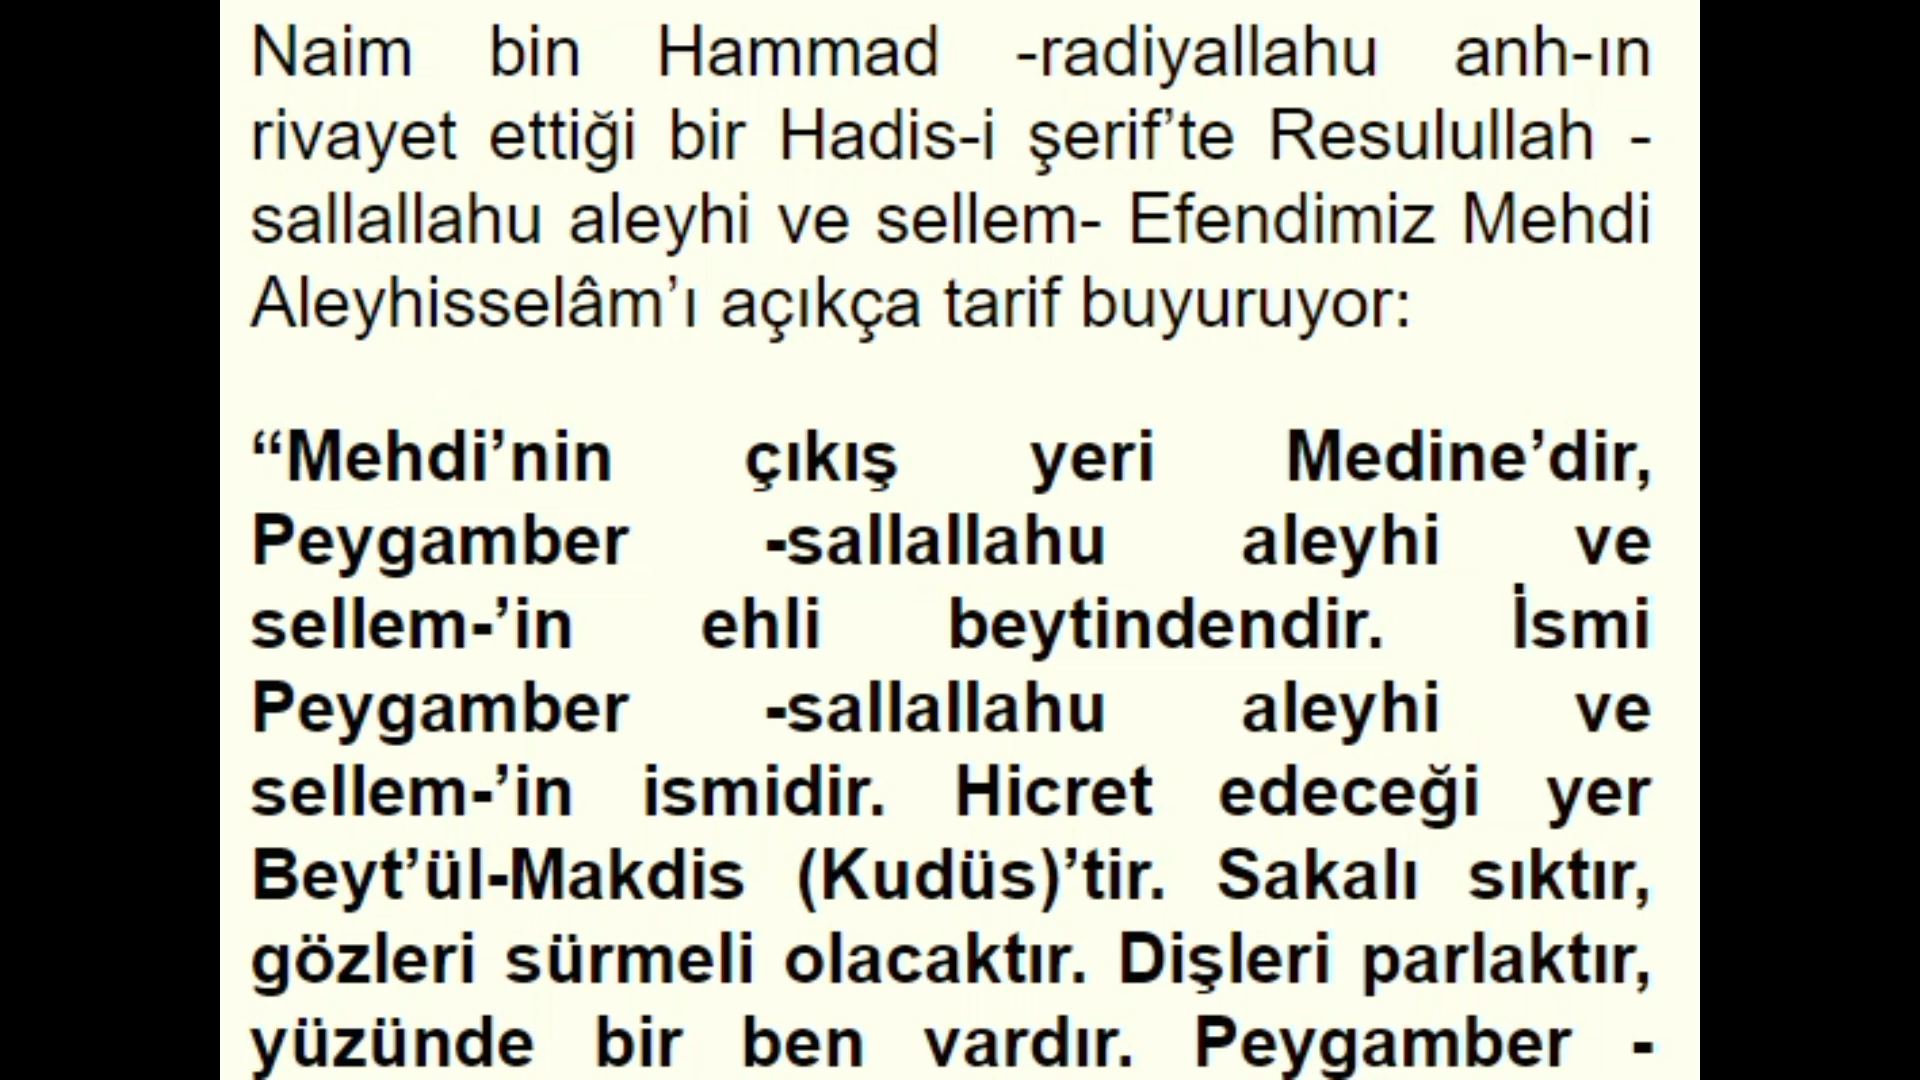 Naim bin Hammad -radiyallahu anh-ın
rivayet ettiği bir Hadis-i şerif’te Resulullah -
sallallahu aleyhi ve sellem- Efendimiz Mehdi
Aleyhisselâm’ı açıkça tarif buyuruyor:
“Mehdi’nin çıkış yeri Medine’dir,
Peygamber -sallallahu aleyhi ve
sellem-’in ehli beytindendir. İsmi
Peygamber -sallallahu aleyhi ve
sellem-’in ismidir. Hicret edeceği yer
Beyt’ül-Makdis (Kudüs)’tir. Sakalı sıktır,
gözleri sürmeli olacaktır. Dişleri parlaktır,
yüzünde bir ben vardır. Peygamber -